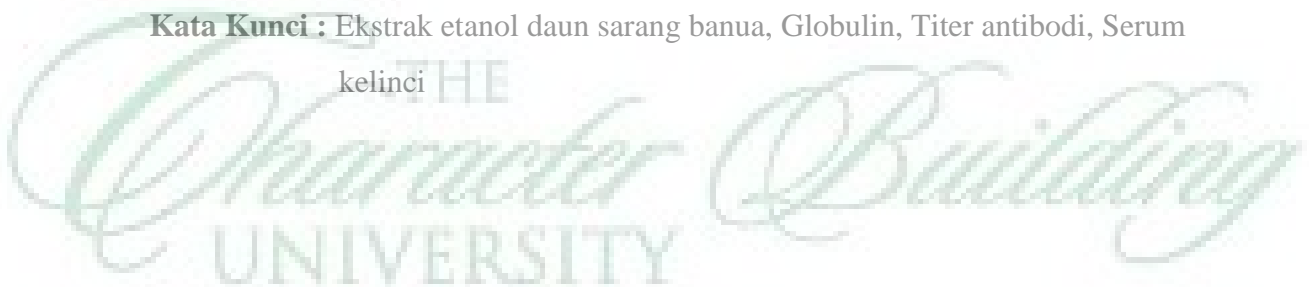 Kata Kunci : Ekstrak etanol daun sarang banua, Globulin, Titer antibodi, Serum
kelinci
THE
Character Building
UNIVERSITY